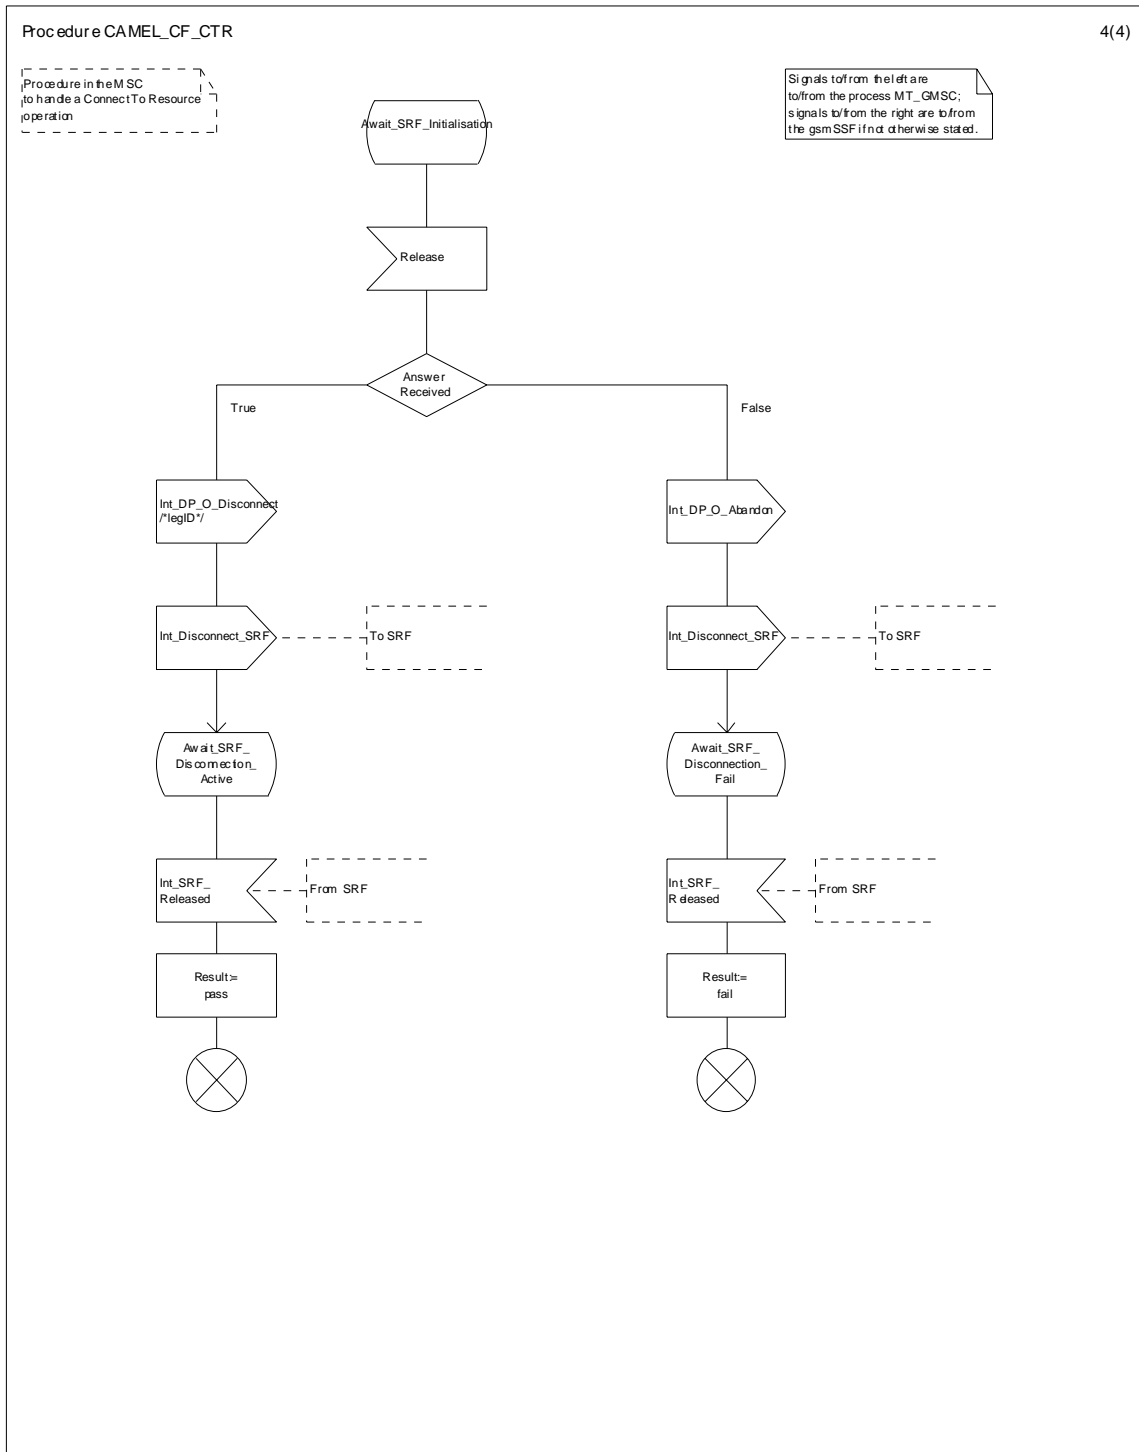 Procedure CAMEL_CF_CTR
4(4)
Procedure in the MSC
to handle a Connect To Resource
operation
Signals to/from the left are
to/from the process MT_GMSC;
signals to/from the right are to/from
the gsmSSF if not otherwise stated.
Await_SRF_Initialisation
Release
Answer
Received
True
False
Int_DP_O_Disconnect
/*legID*/
Int_DP_O_Abandon
Int_Disconnect_SRF
To SRF
Int_Disconnect_SRF
To SRF
Await_SRF_
Disconnection_
Active
Await_SRF_
Disconnection_
Fail
Int_SRF_
Released
From SRF
Int_SRF_
Released
From SRF
Result:=
pass
Result:=
fail